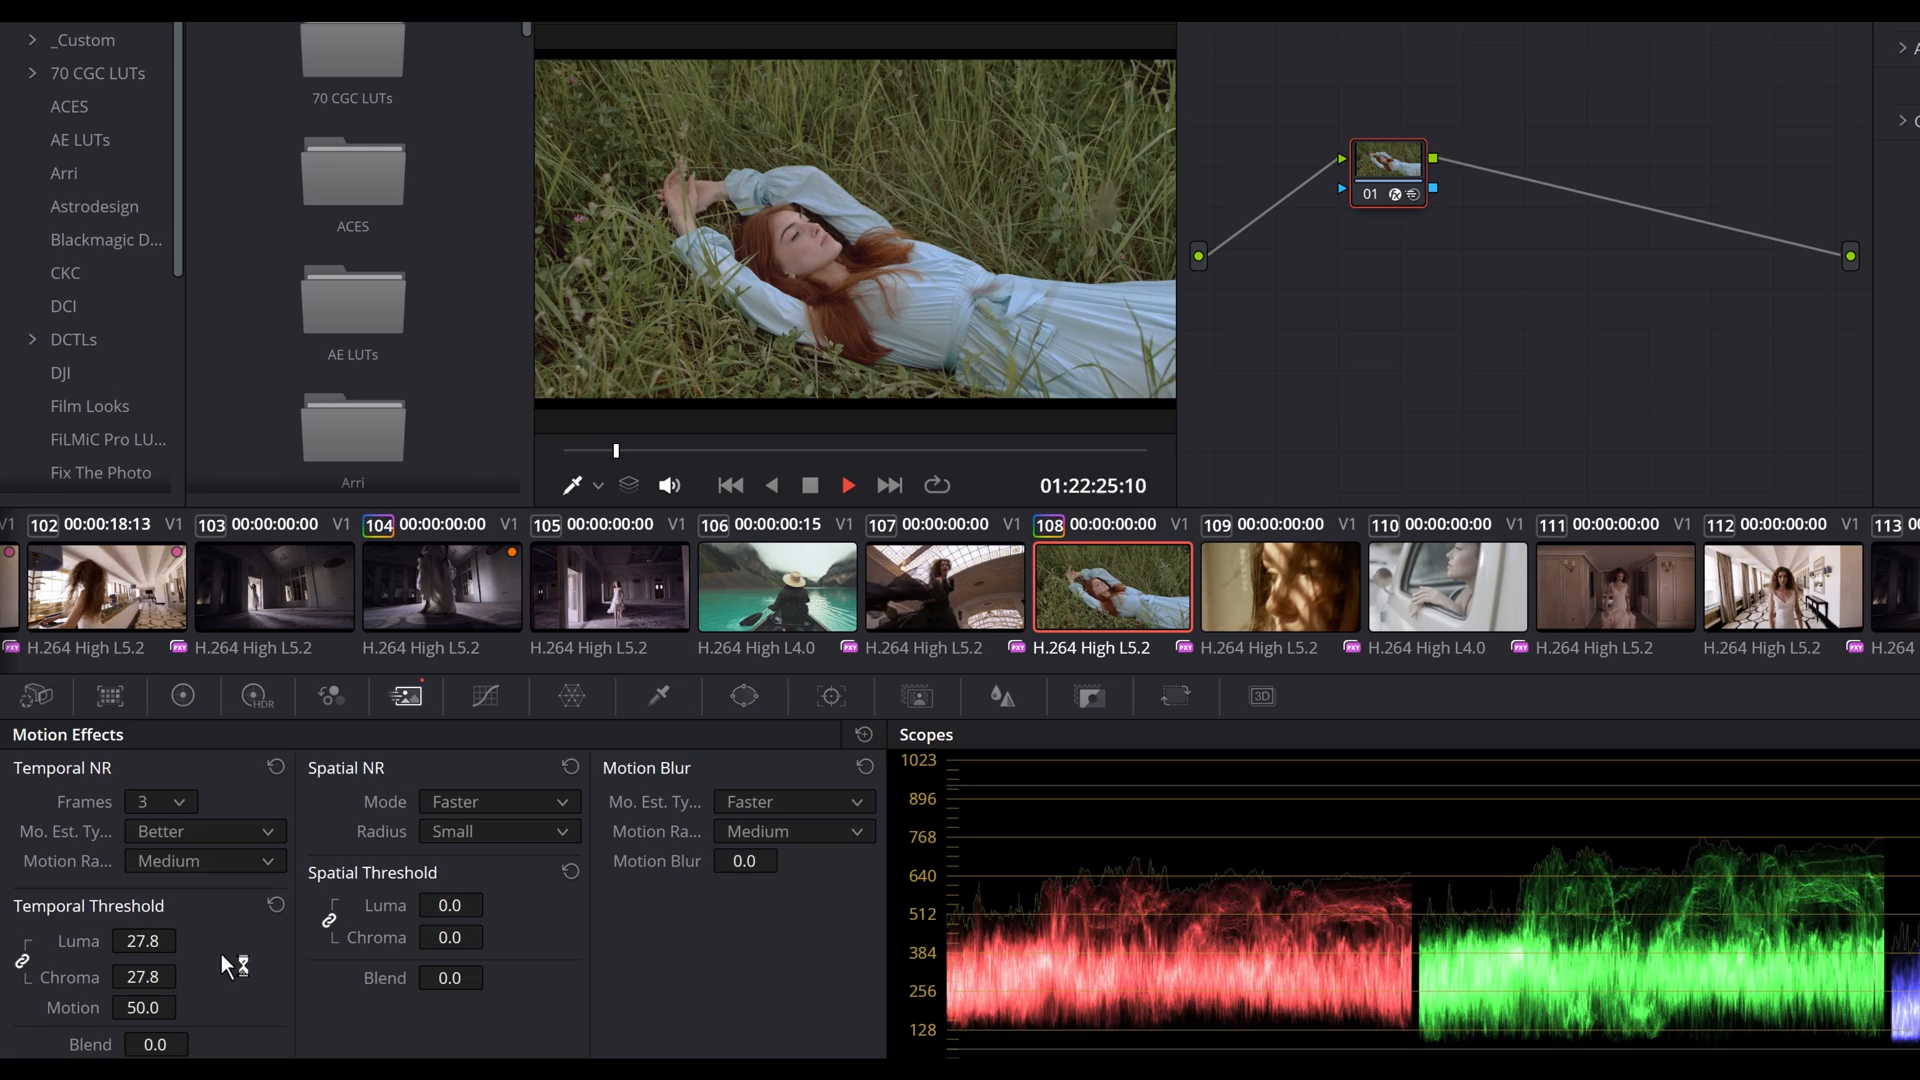 _Custom
70 CGC LUTs
ACES
AE LUTs
Arri
Astrodesign
Blackmagic D...
CKC
DCI
DCTLs
DJI
Film Looks
FiLMiC Pro LU...
Fix The Photo
70 CGC LUTs
ACES
AE LUTs
Arri
01:22:25:10
01
V1 102 00:00:18:13 V1 103 00:00:00:00 V1 104 00:00:00:00 V1 105 00:00:00:00 V1 106 00:00:00:15 V1 107 00:00:00:00 V1 108 00:00:00:00 V1 109 00:00:00:00 V1 110 00:00:00:00 V1 111 00:00:00:00 V1 112 00:00:00:00 V1 113
H.264 High L5.2 H.264 High L5.2 H.264 High L5.2 H.264 High L5.2 H.264 High L4.0 H.264 High L5.2 H.264 High L5.2 H.264 High L5.2 H.264 High L4.0 H.264 High L5.2 H.264 High L5.2 H.264
HDR
3D
Motion Effects
Temporal NR
Frames 3
Mo. Est. Ty... Better
Motion Ra... Medium
Temporal Threshold
Luma 27.8
Chroma 27.8
Motion 50.0
Blend 0.0
Spatial NR
Mode Faster
Radius Small
Spatial Threshold
Luma 0.0
Chroma 0.0
Blend 0.0
Motion Blur
Mo. Est. Ty... Faster
Motion Ra... Medium
Motion Blur 0.0
Scopes
1023
896
768
640
512
384
256
128